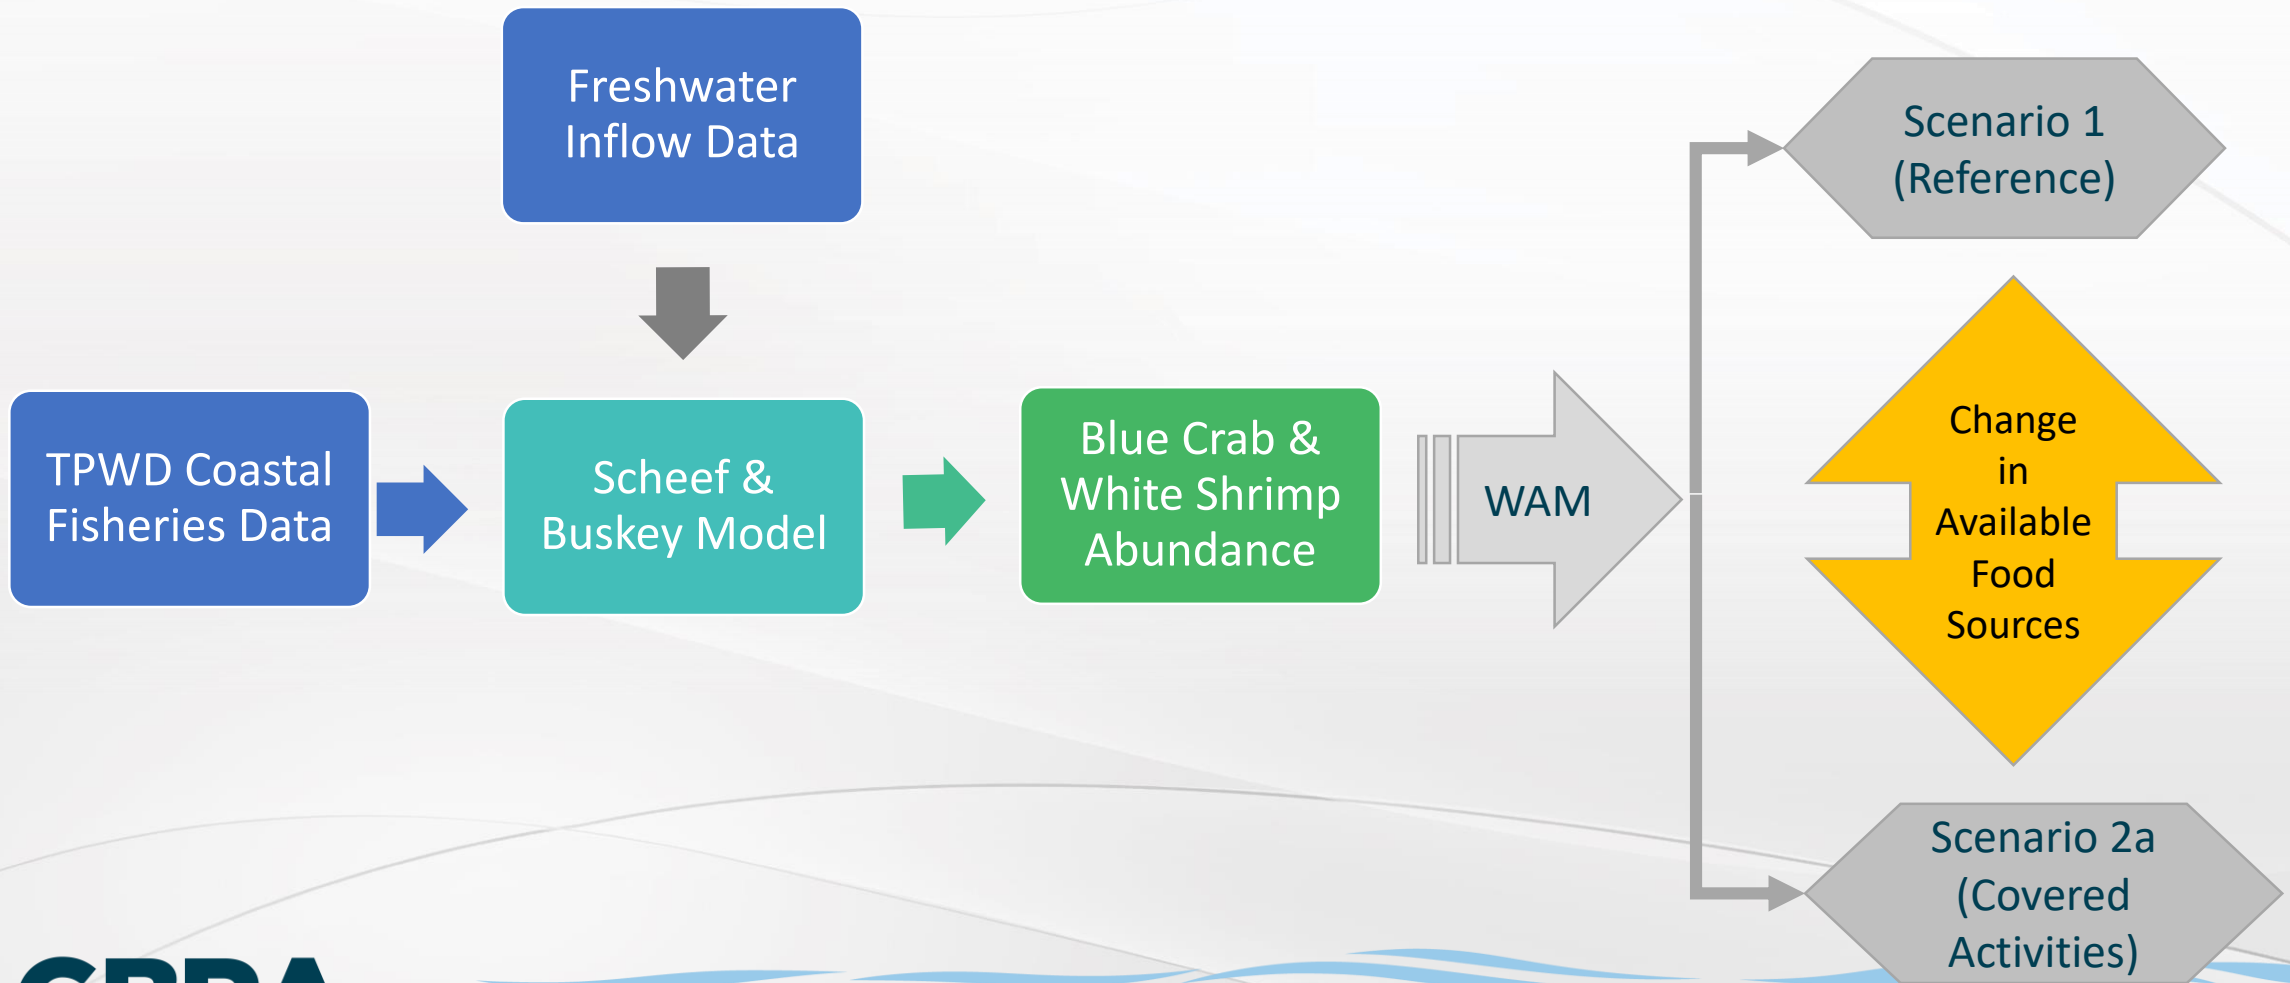 Freshwater
Inflow Data
TPWD Coastal
Fisheries Data
Scheef &
Buskey Model
Blue Crab &
White Shrimp
Abundance
WAM
Scenario 1
(Reference)
Change
in
Available
Food
Sources
Scenario 2a
(Covered
Activities)